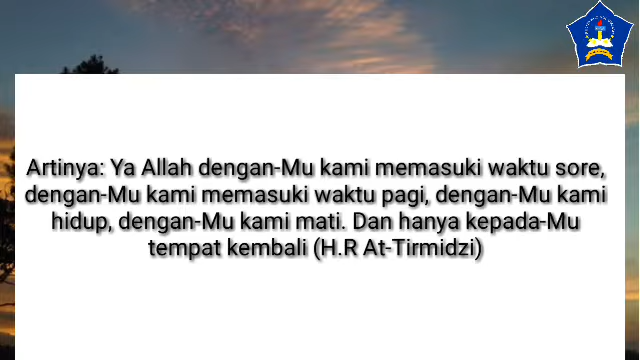 Artinya: Ya Allah dengan-Mu kami memasuki waktu sore,
dengan-Mu kami memasuki waktu pagi, dengan-Mu kami
hidup, dengan-Mu kami mati. Dan hanya kepada-Mu
tempat kembali (H.R At-Tirmidzi)